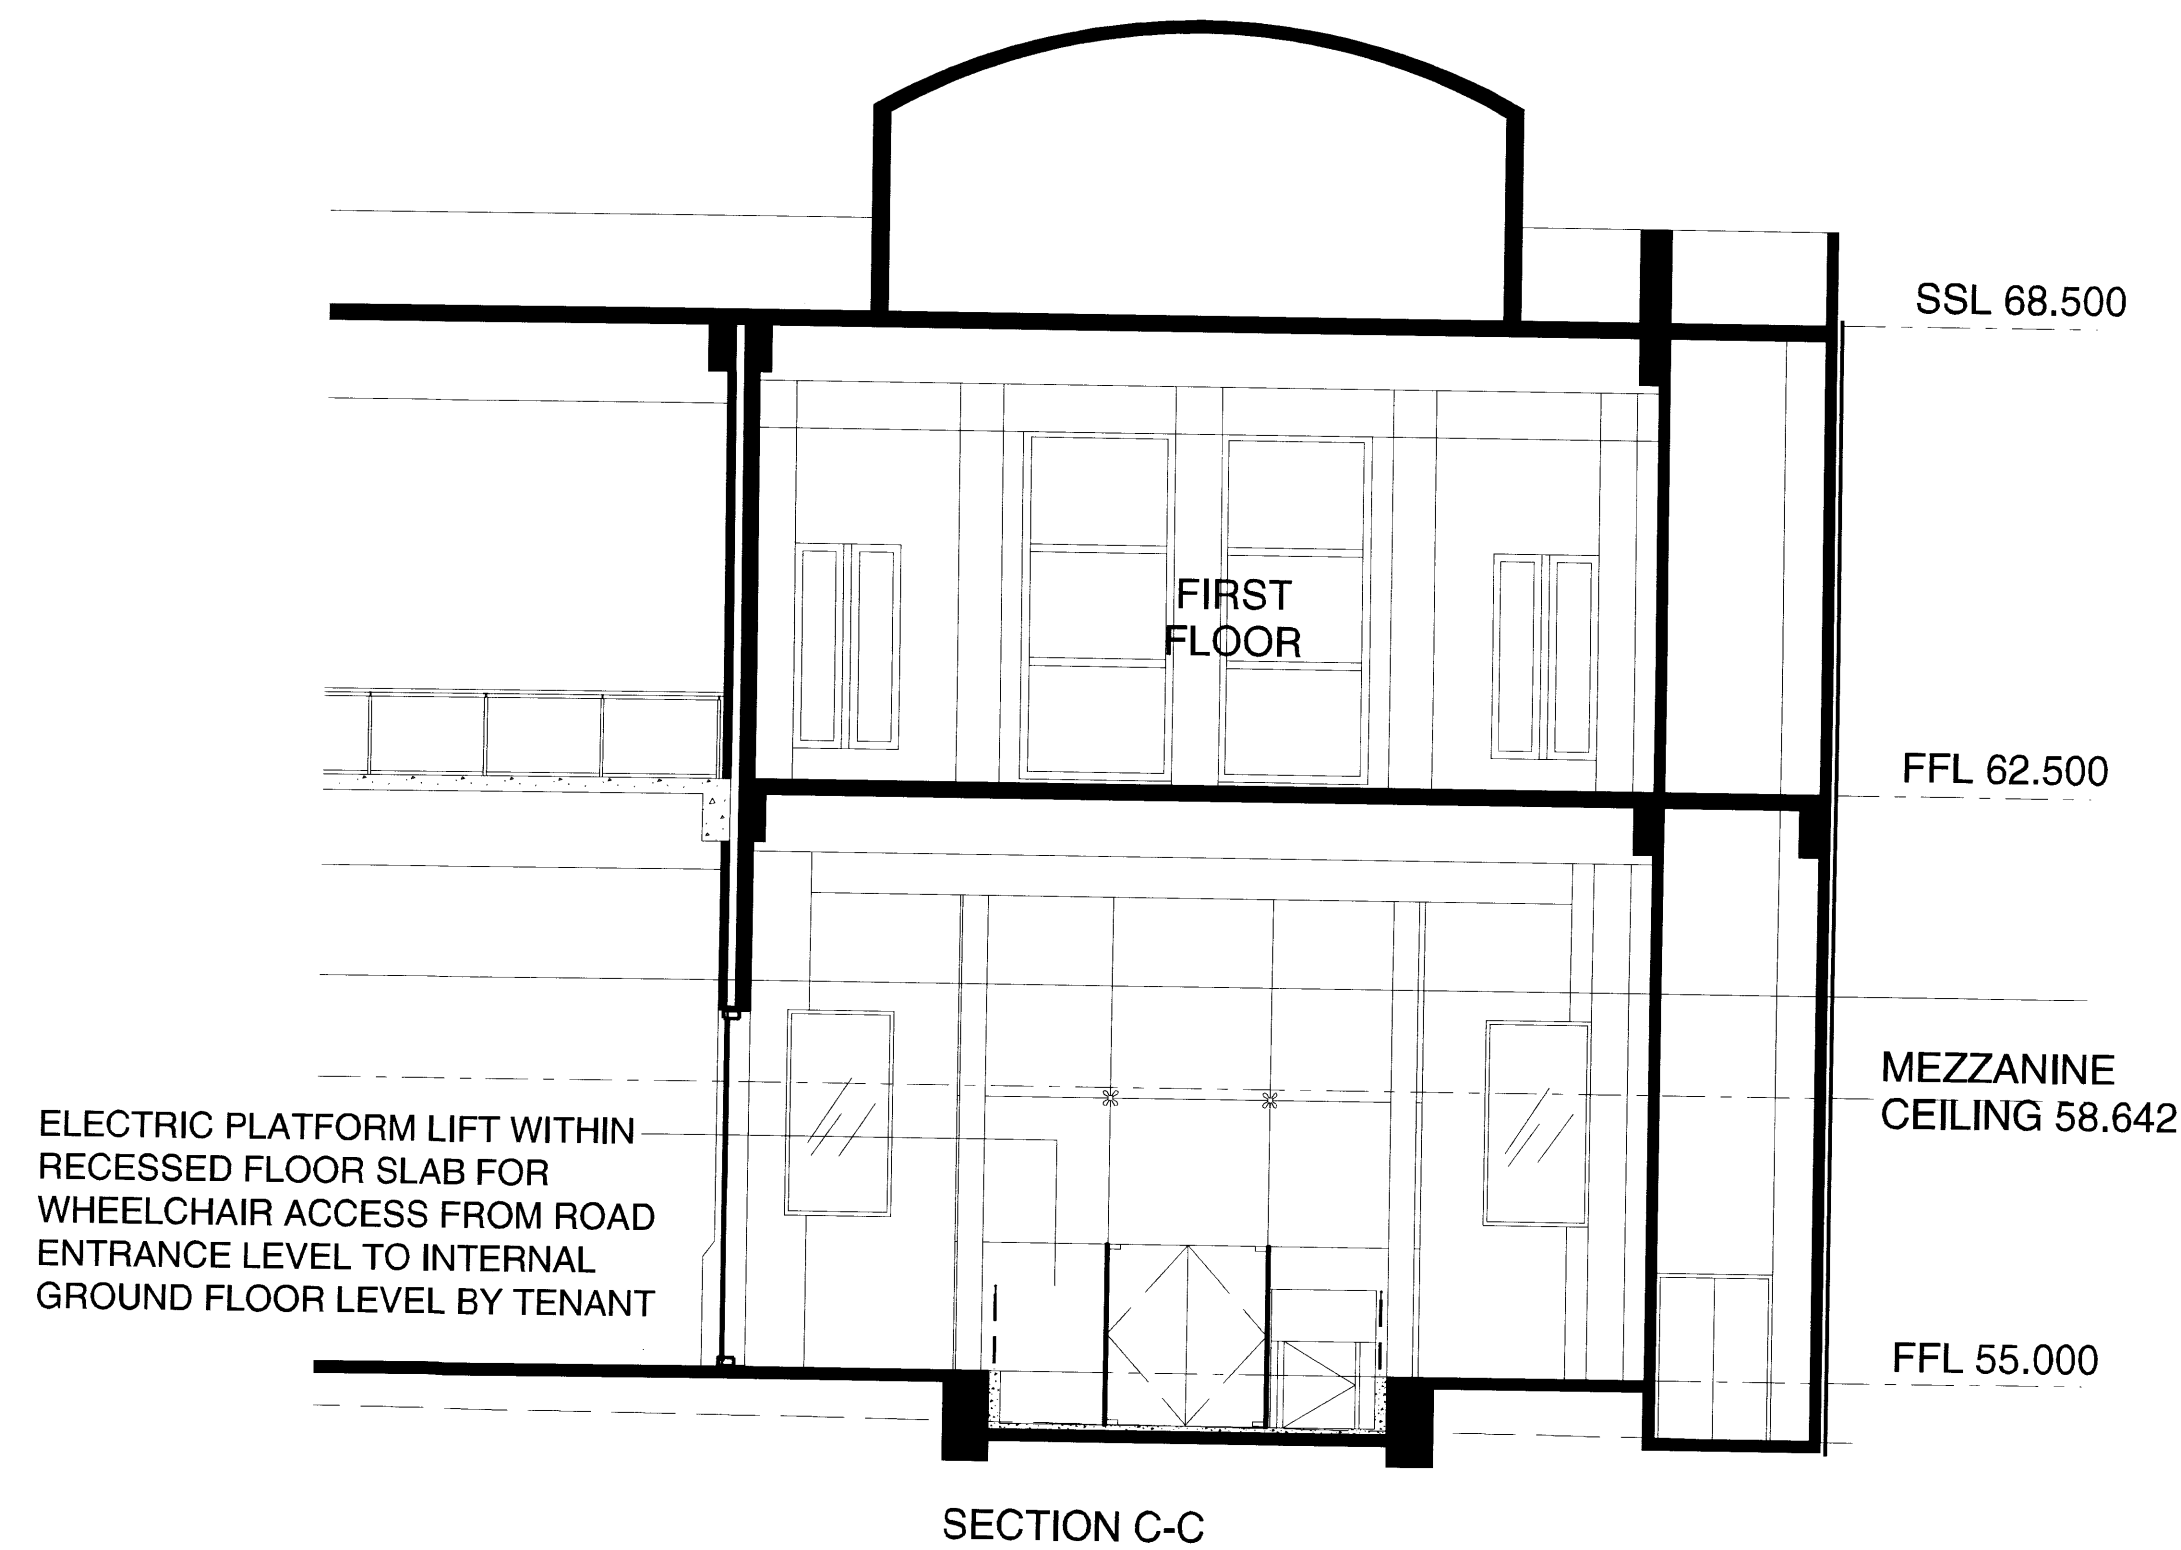 SSL 68.500
FIRST
FLOOR
FFL 62.500
MEZZANINE
CEILING 58.642
ELECTRIC PLATFORM LIFT WITHIN
RECESSED FLOOR SLAB FOR
WHEELCHAIR ACCESS FROM ROAD
ENTRANCE LEVEL TO INTERNAL
GROUND FLOOR LEVEL BY TENANT
FFL 55.000
SECTION C-C